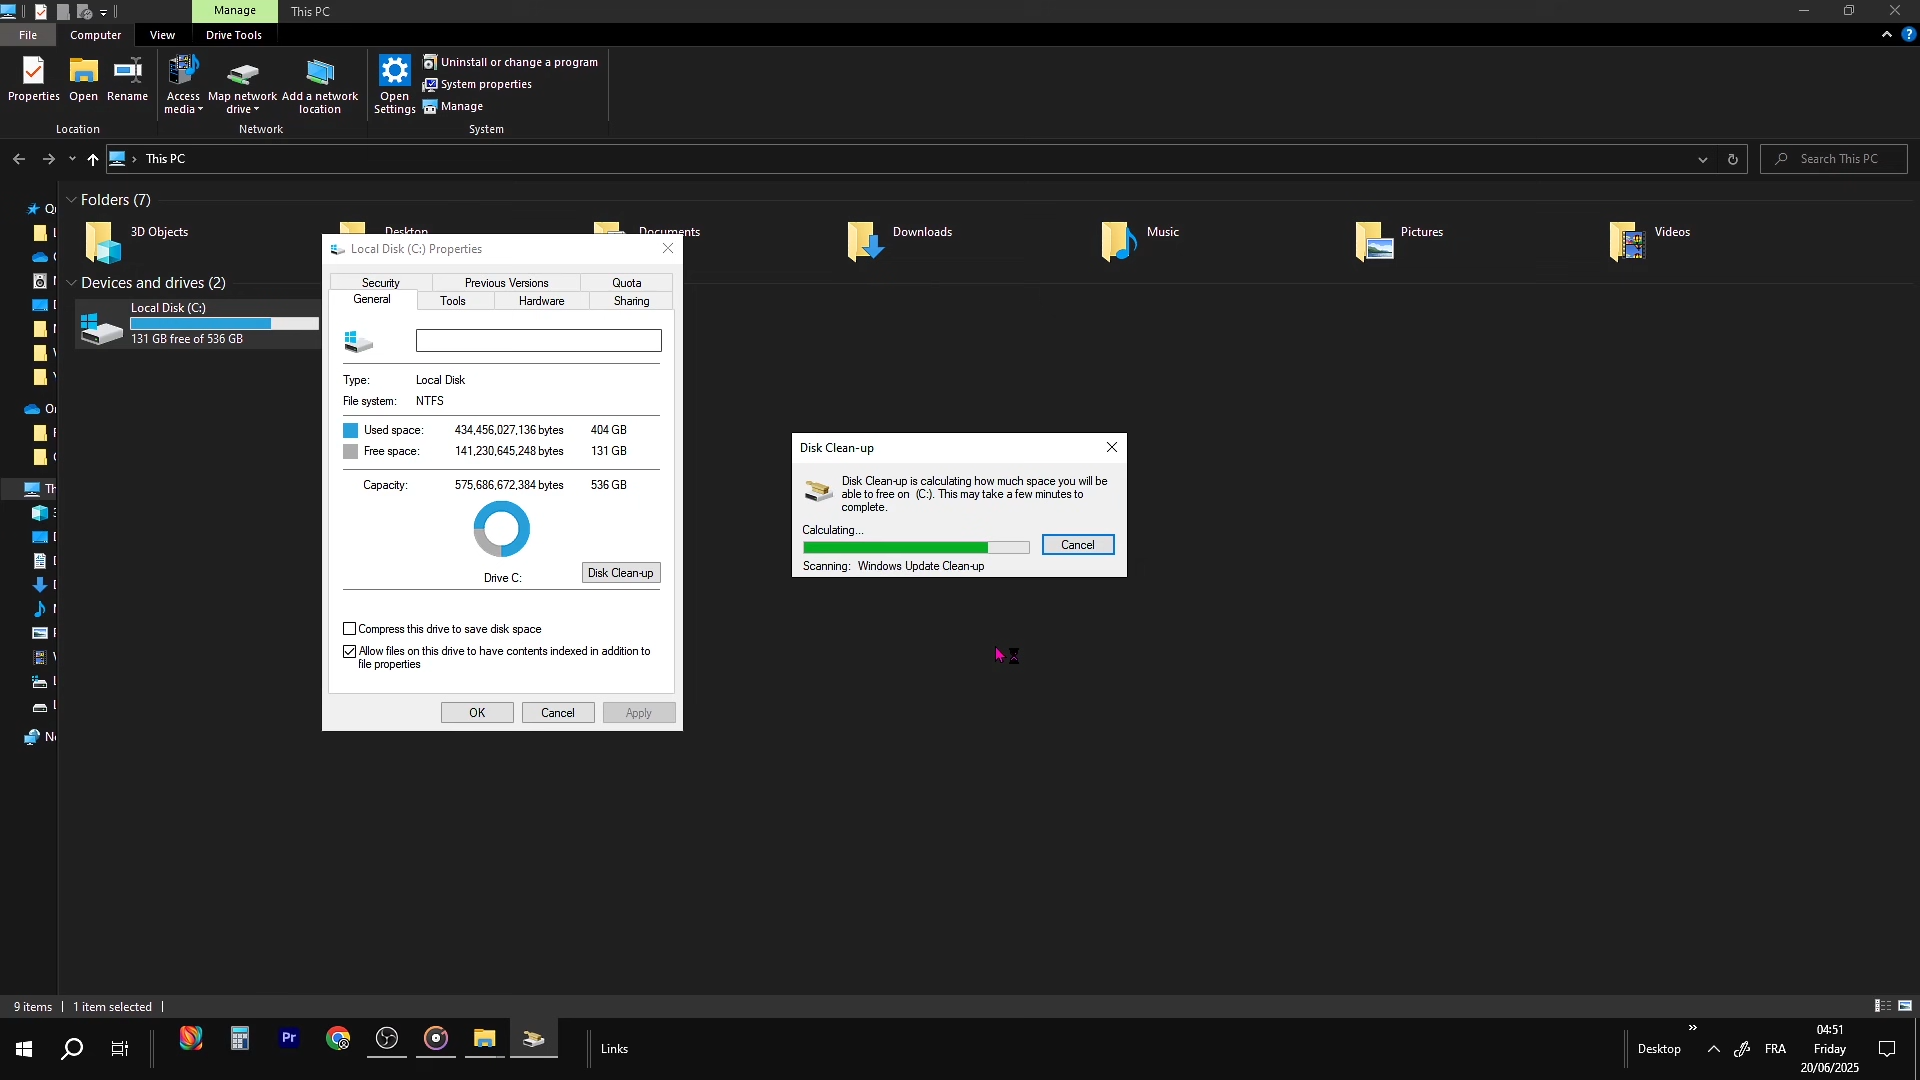 Manage
This PC
File
Computer
View
Drive Tools
Properties
Open
Rename
Access media
Map network drive
Add a network location
Open Settings
Uninstall or change a program
System properties
Manage
Location
Network
System
This PC
Search This PC
Folders (7)
3D Objects
Desktop
Documents
Downloads
Music
Pictures
Videos
Devices and drives (2)
Local Disk (C:)
131 GB free of 536 GB
Local Disk (C:) Properties
Security
Previous Versions
Quota
General
Tools
Hardware
Sharing
Type: Local Disk
File system: NTFS
Used space: 434,456,027,136 bytes 404 GB
Free space: 141,230,645,248 bytes 131 GB
Capacity: 575,686,672,384 bytes 536 GB
Drive C:
Disk Clean-up
Compress this drive to save disk space
Allow files on this drive to have contents indexed in addition to
file properties
OK
Cancel
Apply
Disk Clean-up
Disk Clean-up is calculating how much space you will be
able to free on (C:). This may take a few minutes to
complete.
Calculating...
Cancel
Scanning: Windows Update Clean-up
9 items
1 item selected
Pr
Links
Desktop
FRA
04:51
Friday
20/06/2025